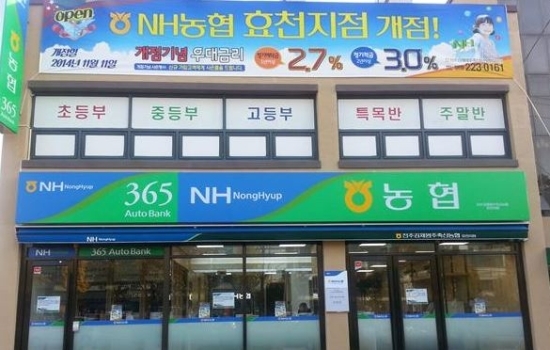 open
NH농협 효천지점 개점!
개점일
2014년 11월 11일
개점기념 우대금리
2.7%
3.0%
223 0161
농협
365
초등부 중등부 고등부 특목반 주말반
NH NongHyup 365 Auto Bank NH NongHyup 농협
NH NongHyup
365 Auto Bank